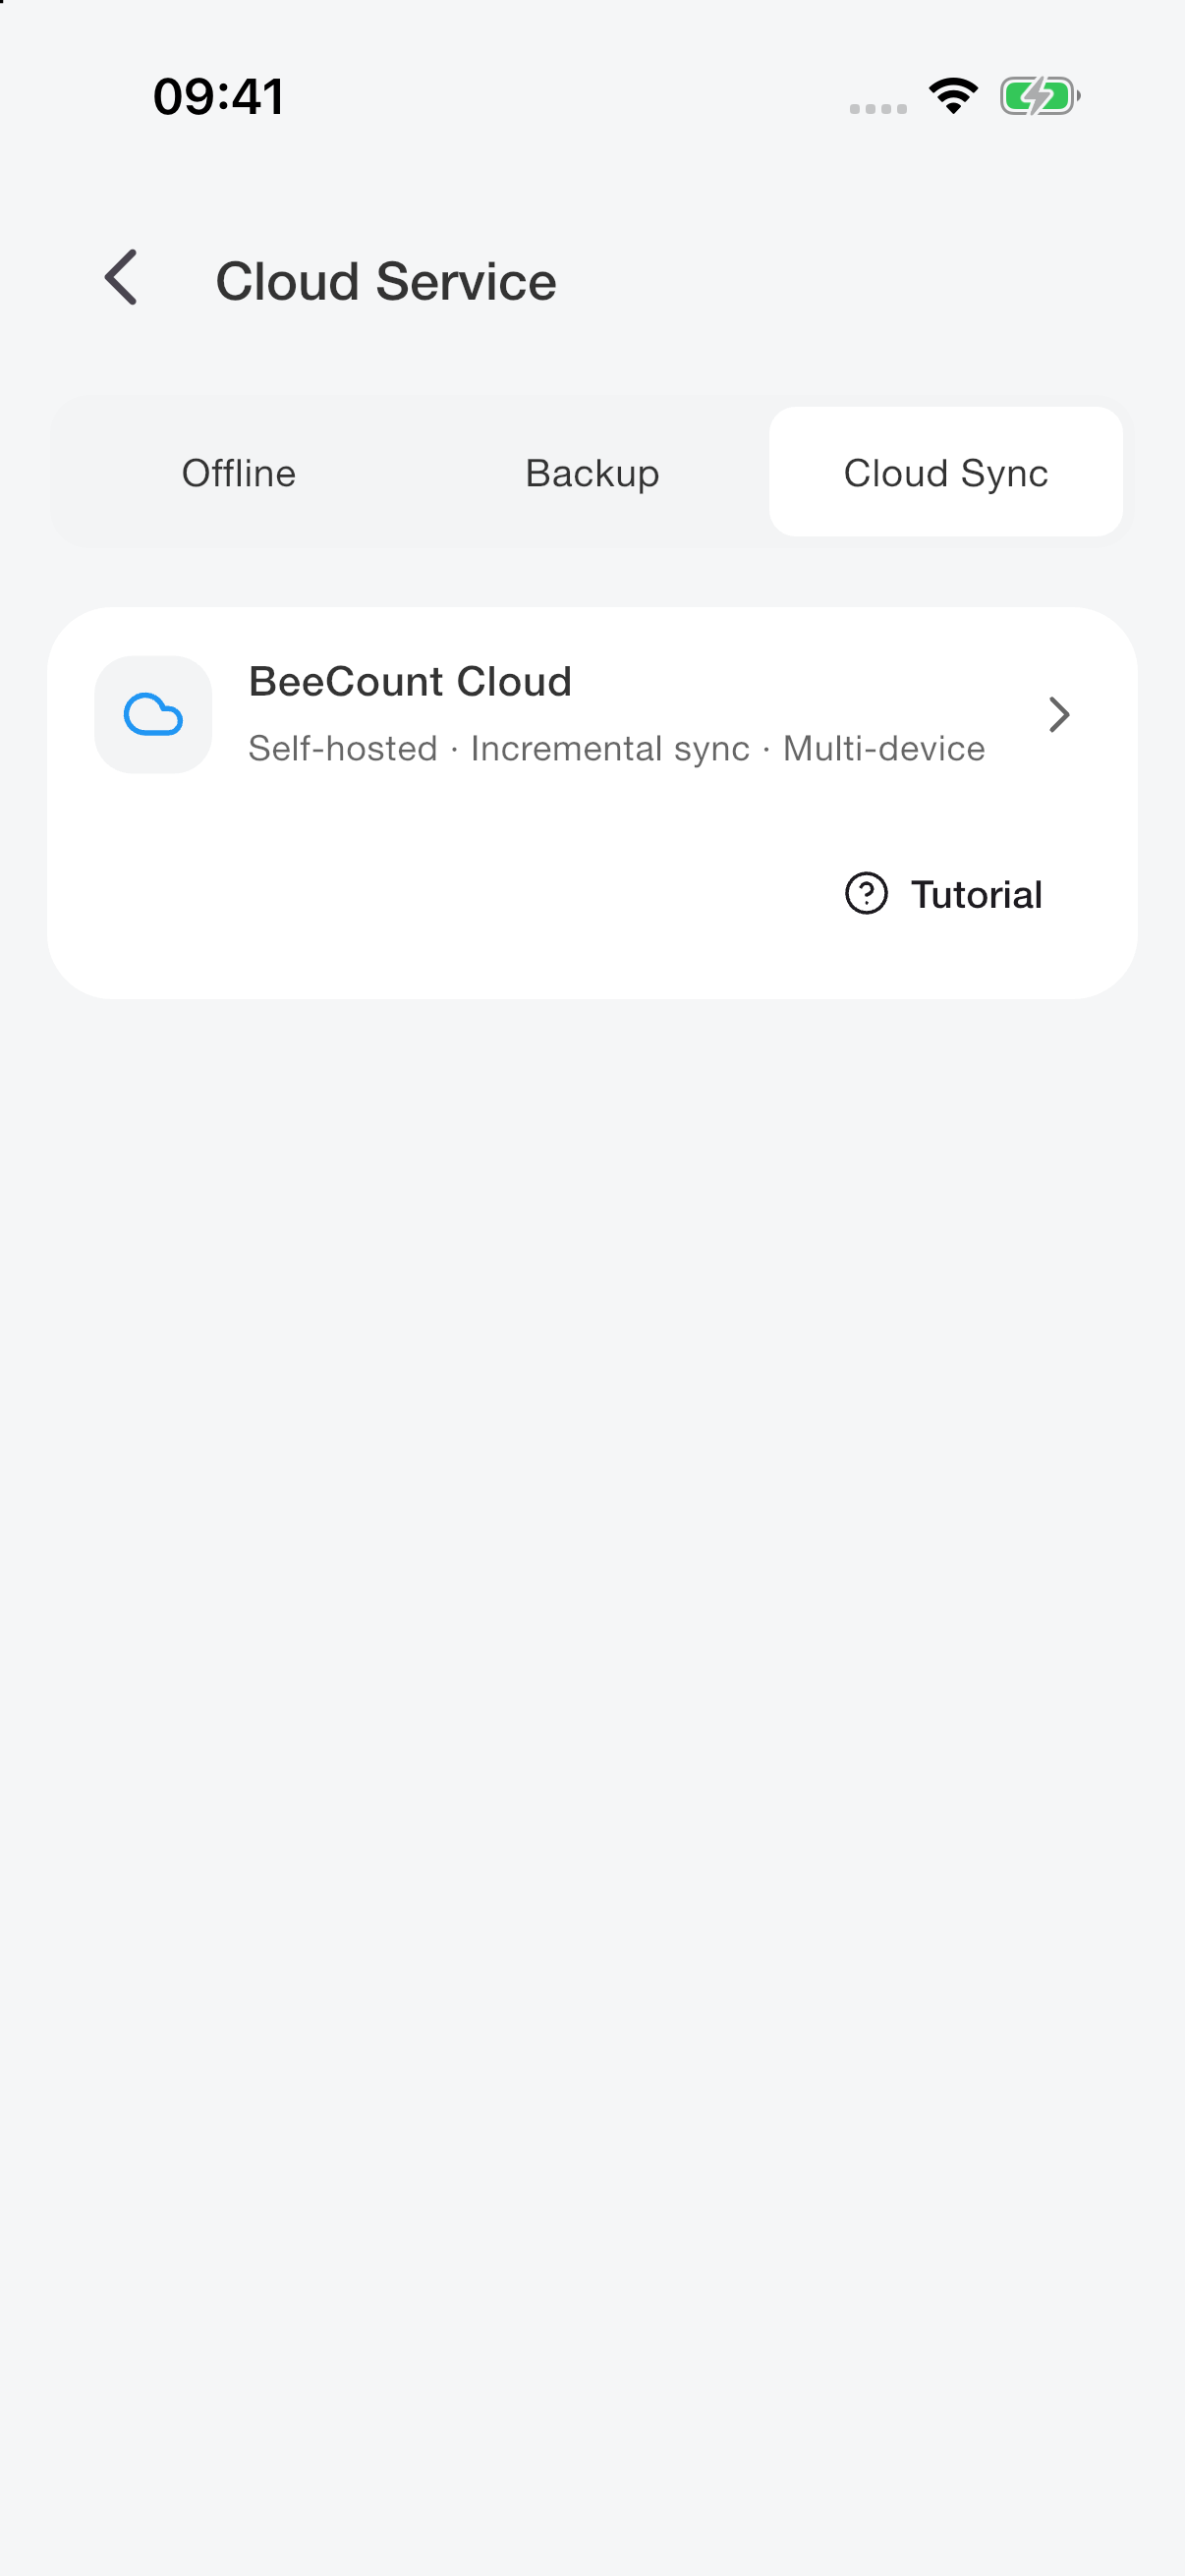 09:41
Cloud Service
Offline
Backup
Cloud Sync
BeeCount Cloud
Self-hosted · Incremental sync · Multi-device
Tutorial